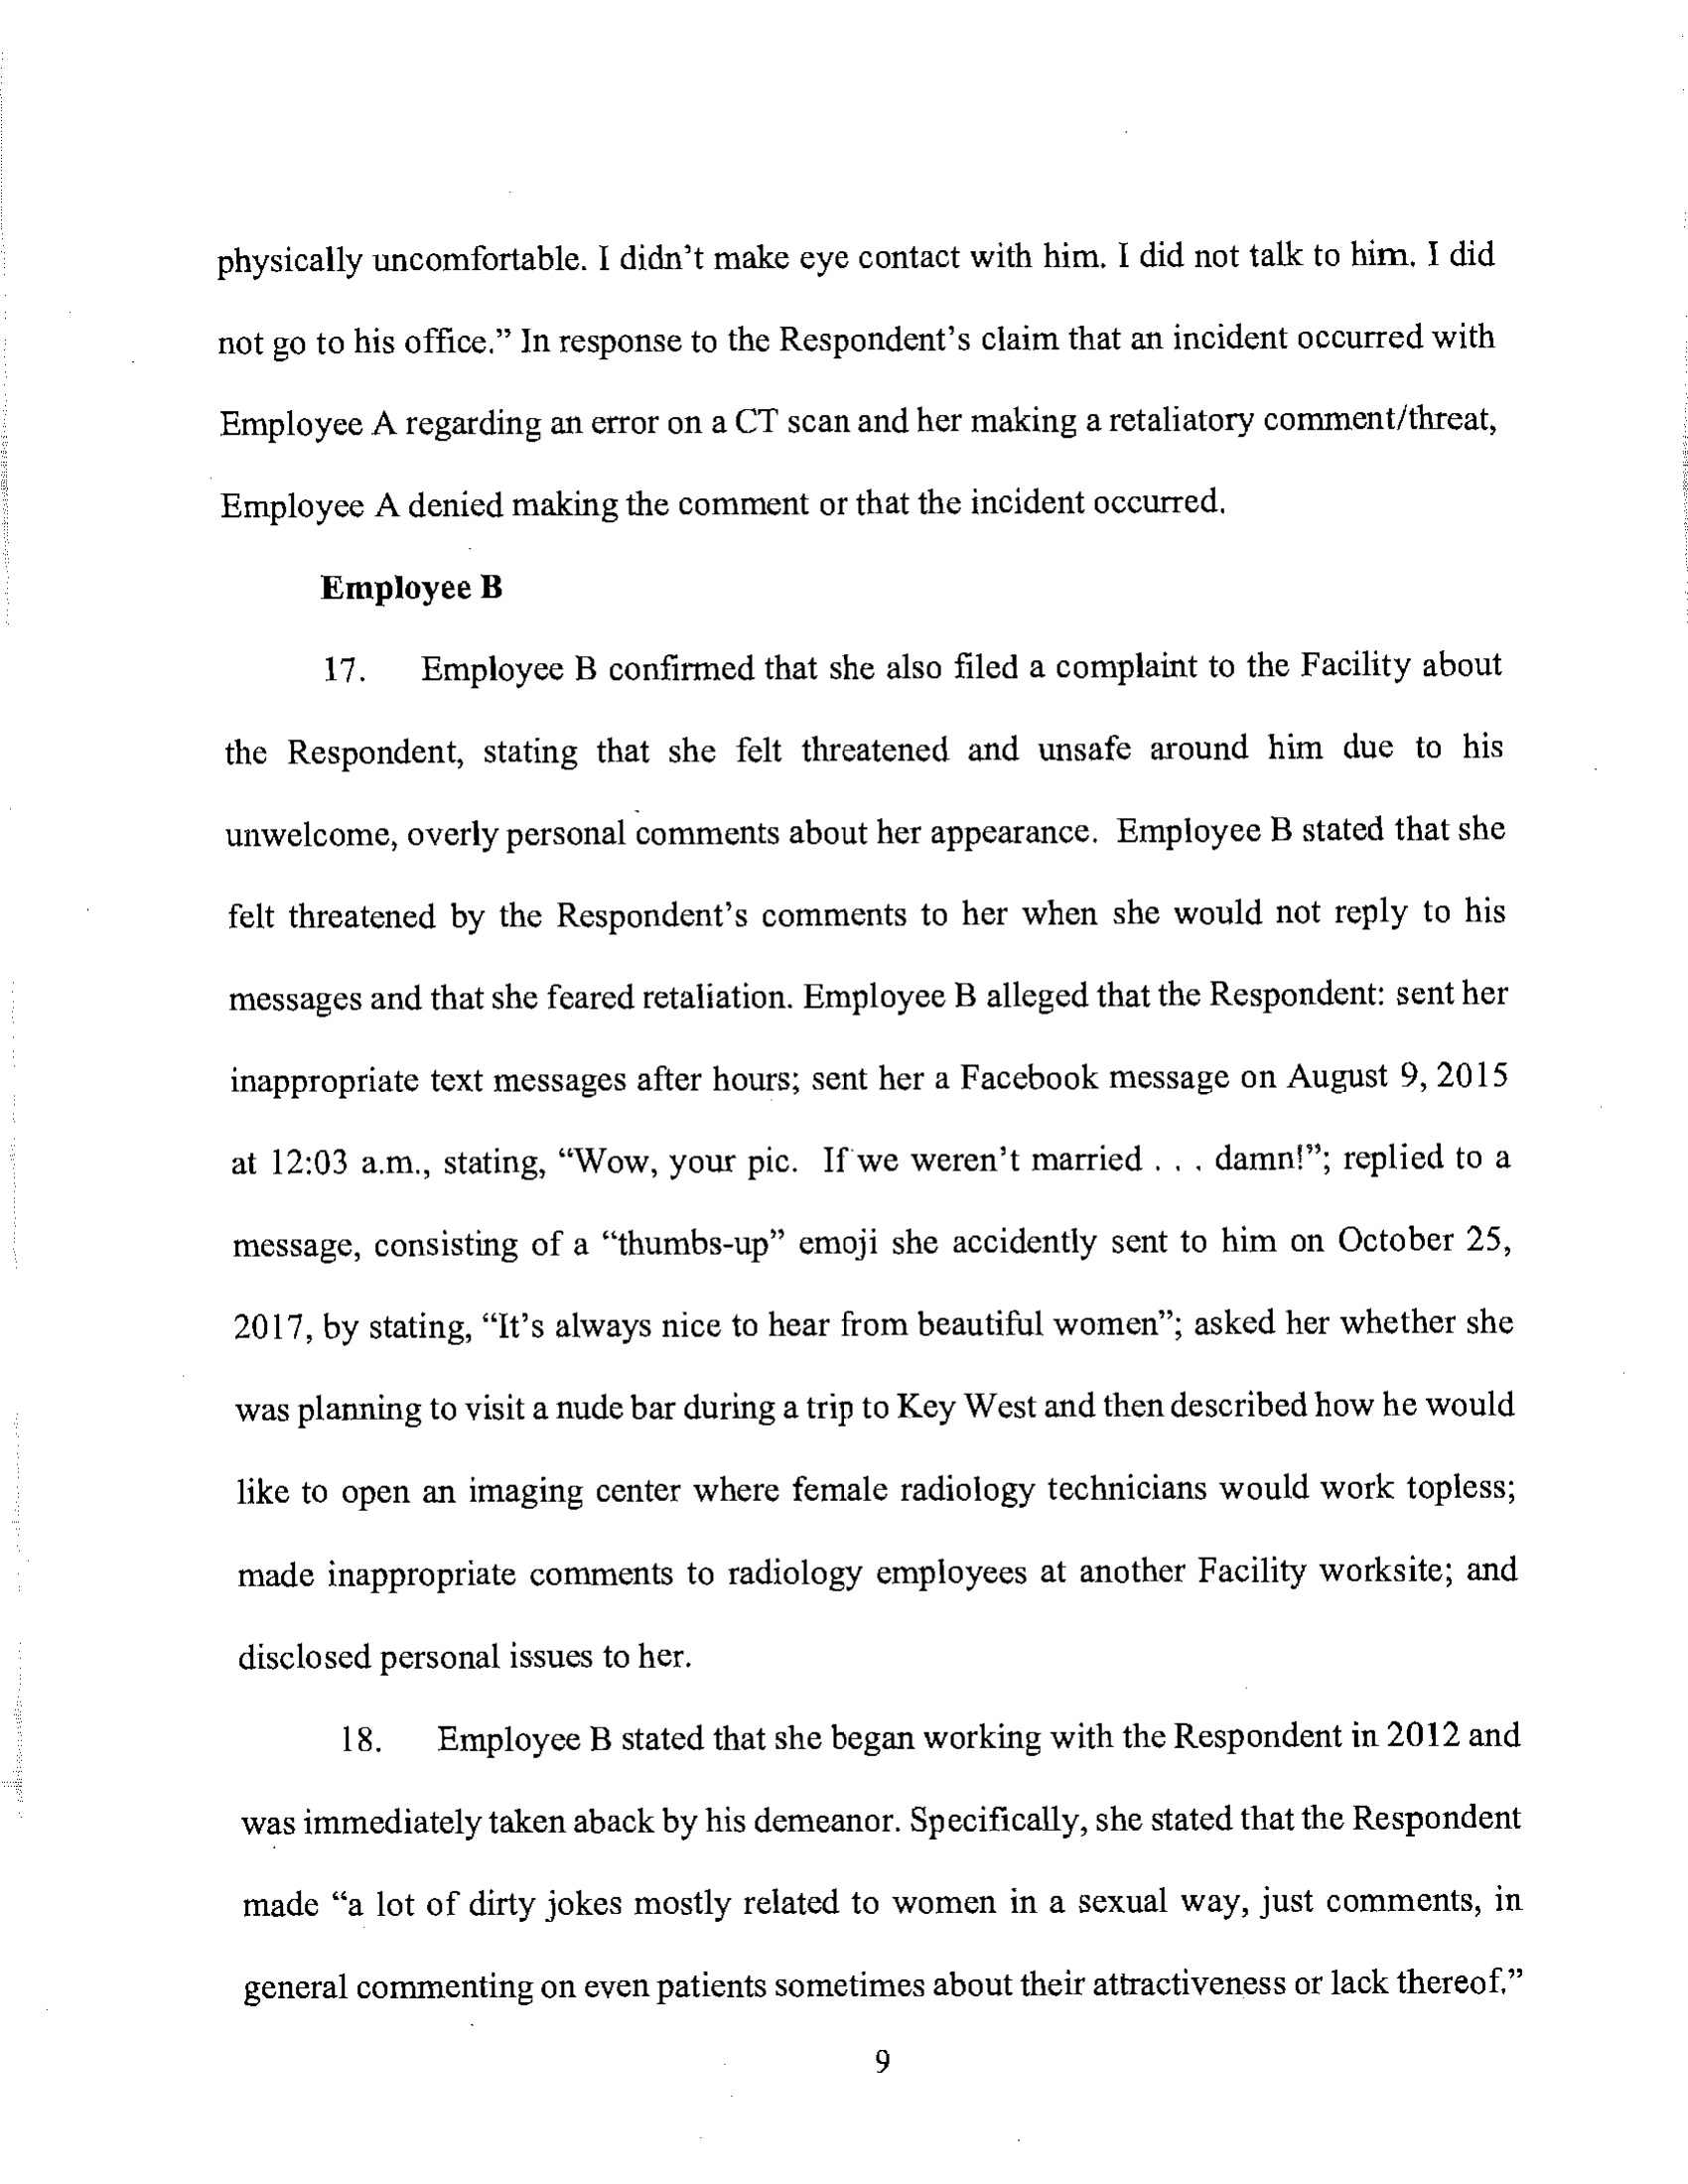 physically uncomfortable. I didn't make eye contact with him. I did not talk to him. I did
not go to his office." In response to the Respondent's claim that an incident occurred with
Employee A regarding an error on a CT scan and her making a retaliatory comment/threat,
Employee A denied making the comment or that the incident occurred.
Employee B
17. Employee B confirmed that she also filed a complaint to the Facility about
the Respondent, stating that she felt threatened and unsafe around him due to his
unwelcome, overly personal comments about her appearance. Employee B stated that she
felt threatened by the Respondent's comments to her when she would not reply to his
messages and that she feared retaliation. Employee B alleged that the Respondent: sent her
inappropriate text messages after hours; sent her a Facebook message on August 9, 2015
at 12:03 a.m., stating, "Wow, your pic. If we weren't married . . . damn!"; replied to a
message, consisting of a "thumbs-up" emoji she accidently sent to him on October 25,
2017, by stating, "It's always nice to hear from beautiful women"; asked her whether she
was planning to visit a nude bar during a trip to Key West and then described how he would
like to open an imaging center where female radiology technicians would work topless;
made inappropriate comments to radiology employees at another Facility worksite; and
disclosed personal issues to her.
18. Employee B stated that she began working with the Respondent in 2012 and
was immediately taken aback by his demeanor. Specifically, she stated that the Respondent
made "a lot of dirty jokes mostly related to women in a sexual way, just comments, in
general commenting on even patients sometimes about their attractiveness or lack thereof."
9